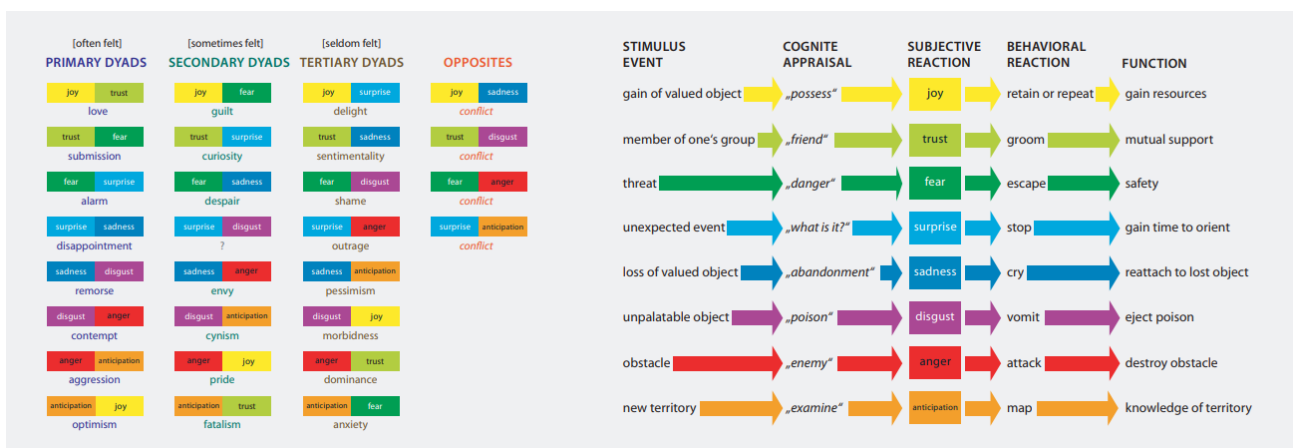 [often felt] [sometimes felt] [seldom felt]
PRIMARY DYADS SECONDARY DYADS TERTIARY DYADS OPPOSITES
joy trust joy fear joy surprise joy sadness
love guilt delight conflict
trust fear trust surprise trust sadness trust disgust
submission curiosity sentimentality conflict
fear surprise fear sadness fear disgust fear anger
alarm despair shame conflict
surprise sadness surprise disgust surprise anger surprise anticipation
disappointment ? outrage conflict
sadness disgust sadness anger sadness anticipation
remorse envy pessimism
disgust anger disgust anticipation disgust joy
contempt cynism morbidness
anger anticipation anger joy anger trust
aggression pride dominance
anticipation joy anticipation trust anticipation fear
optimism fatalism anxiety
STIMULUS COGNITE SUBJECTIVE BEHAVIORAL
EVENT APPRAISAL REACTION REACTION FUNCTION
gain of valued object „possess“ joy retain or repeat gain resources
member of one's group „friend“ trust groom mutual support
threat „danger“ fear escape safety
unexpected event „what is it?“ surprise stop gain time to orient
loss of valued object „abandonment“ sadness cry reattach to lost object
unpalatable object „poison“ disgust vomit eject poison
obstacle „enemy“ anger attack destroy obstacle
new territory „examine“ anticipation map knowledge of territory